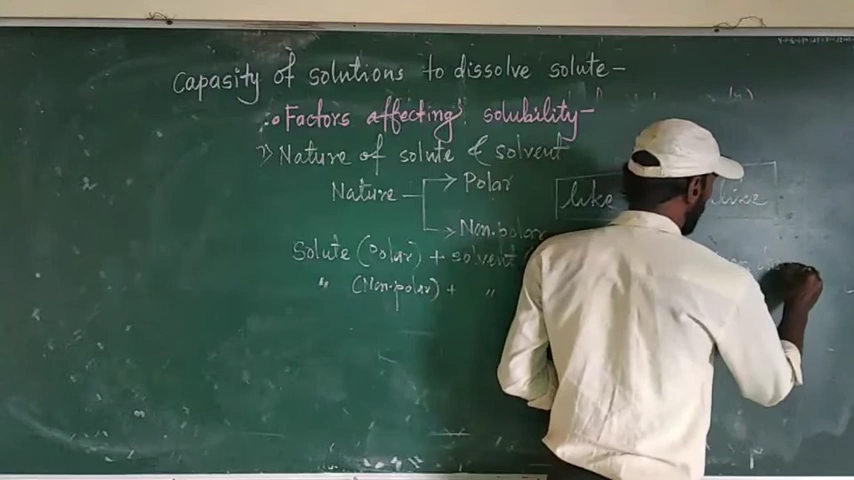 Capasity of solutions to dissolve solute-
Factors affecting solubility-
1) Nature of solute & solvent
Nature → Polar
→ Non-polar
like like
Solute (Polar) + solvent
" (Non-polar) + "